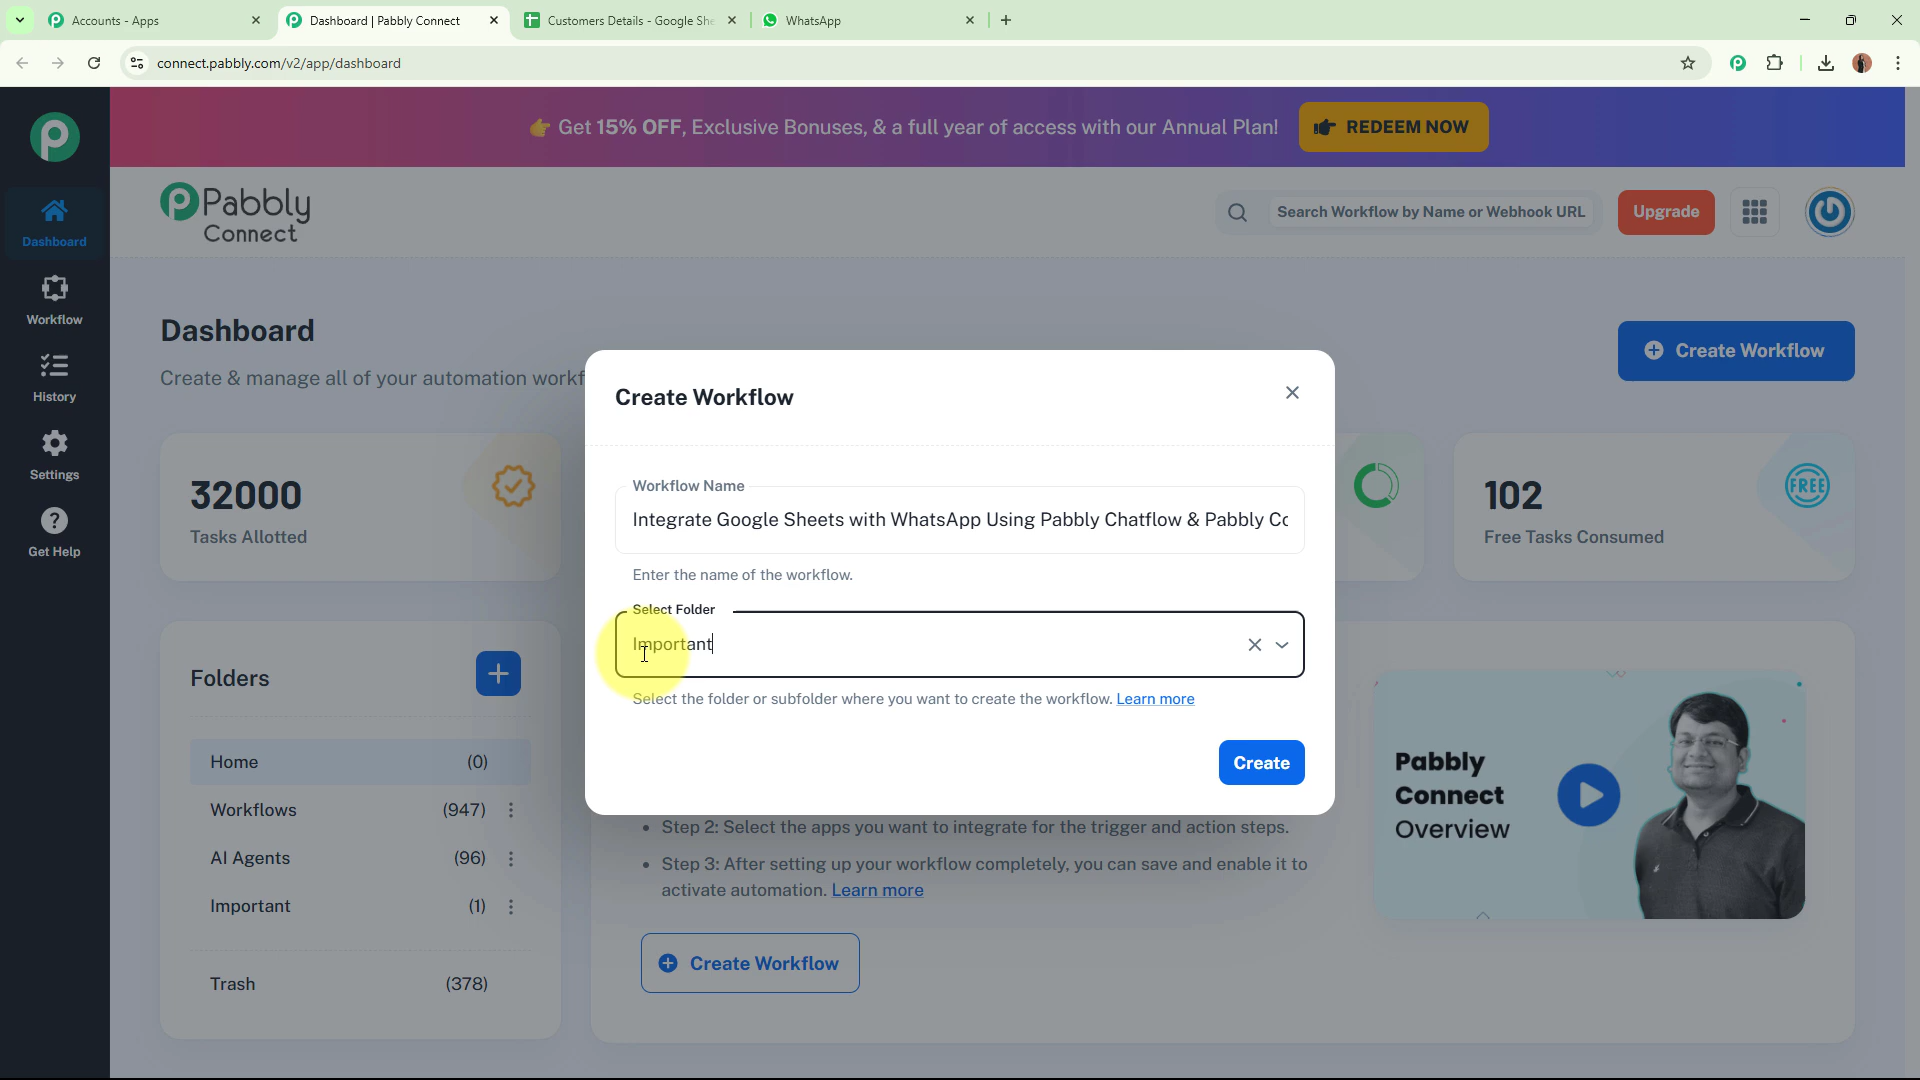 Accounts - Apps
Dashboard | Pabbly Connect
Customers Details - Google She
WhatsApp
connect.pabbly.com/v2/app/dashboard
👉 Get 15% OFF, Exclusive Bonuses, & a full year of access with our Annual Plan!
REDEEM NOW
Pabbly
Connect
Search Workflow by Name or Webhook URL
Upgrade
Dashboard
Workflow
History
Settings
Get Help
Dashboard
Create & manage all of your automation workf
Create Workflow
32000
Tasks Allotted
102
Free Tasks Consumed
FREE
Create Workflow
Workflow Name
Integrate Google Sheets with WhatsApp Using Pabbly Chatflow & Pabbly Co
Enter the name of the workflow.
Select Folder
Important
Select the folder or subfolder where you want to create the workflow. Learn more
Create
Folders
Home (0)
Workflows (947)
AI Agents (96)
Important (1)
Trash (378)
Step 2: Select the apps you want to integrate for the trigger and action steps.
Step 3: After setting up your workflow completely, you can save and enable it to
activate automation. Learn more
Create Workflow
Pabbly
Connect
Overview